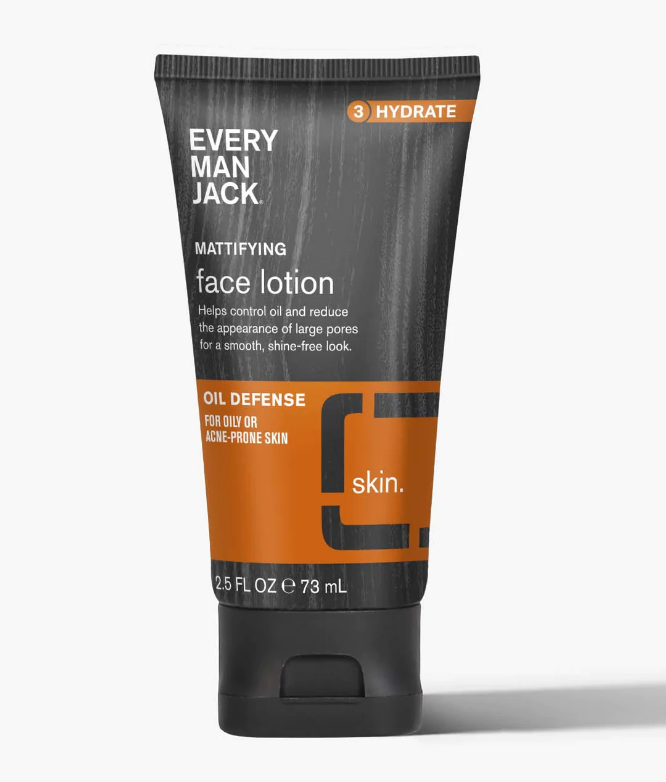 3 HYDRATE
EVERY
MAN
JACK.
MATTIFYING
face lotion
Helps control oil and reduce
the appearance of large pores
for a smooth, shine-free look.
OIL DEFENSE
FOR OILY OR
ACNE-PRONE SKIN
skin.
2.5 FL OZ ℮ 73 mL